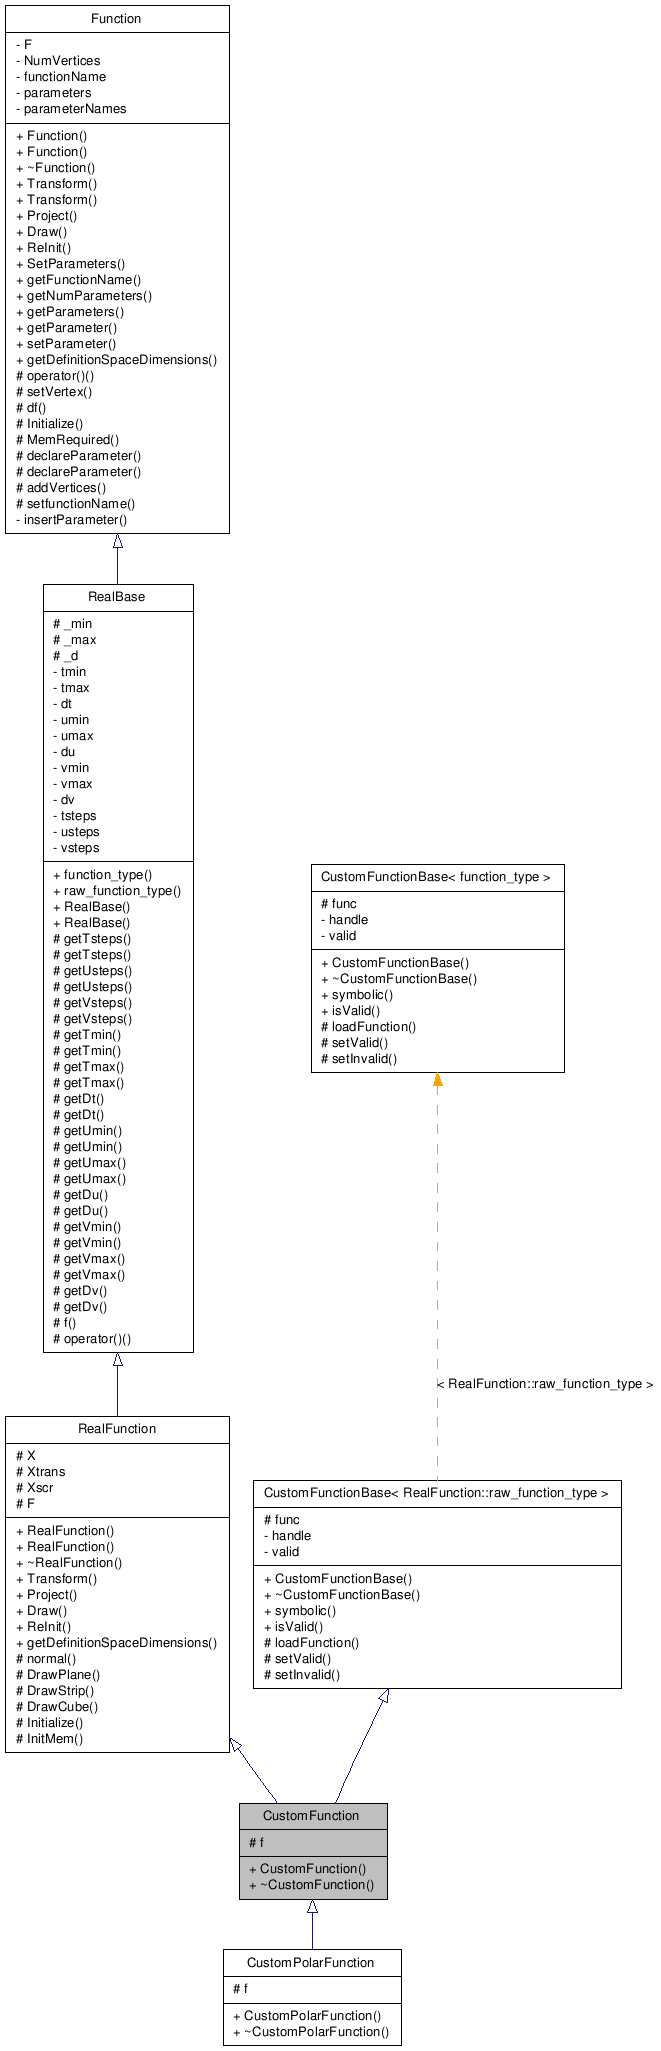 Function
- F
- NumVertices
- functionName
- parameters
- parameterNames
+ Function()
+ Function()
+ ~Function()
+ Transform()
+ Transform()
+ Project()
+ Draw()
+ ReInit()
+ SetParameters()
+ getFunctionName()
+ getNumParameters()
+ getParameters()
+ getParameter()
+ setParameter()
+ getDefinitionSpaceDimensions()
# operator()()
# setVertex()
# df()
# Initialize()
# MemRequired()
# declareParameter()
# declareParameter()
# addVertices()
# setfunctionName()
- insertParameter()
RealBase
# _min
# _max
# _d
- tmin
- tmax
- dt
- umin
- umax
- du
- vmin
- vmax
- dv
- tsteps
- usteps
- vsteps
+ function_type()
+ raw_function_type()
+ RealBase()
+ RealBase()
# getTsteps()
# getTsteps()
# getUsteps()
# getUsteps()
# getVsteps()
# getVsteps()
# getTmin()
# getTmin()
# getTmax()
# getTmax()
# getDt()
# getDt()
# getUmin()
# getUmin()
# getUmax()
# getUmax()
# getDu()
# getDu()
# getVmin()
# getVmin()
# getVmax()
# getVmax()
# getDv()
# getDv()
# f()
# operator()()
CustomFunctionBase< function_type >
# func
- handle
- valid
+ CustomFunctionBase()
+ ~CustomFunctionBase()
+ symbolic()
+ isValid()
# loadFunction()
# setValid()
# setInvalid()
< RealFunction::raw_function_type >
RealFunction
# X
# Xtrans
# Xscr
# F
+ RealFunction()
+ RealFunction()
+ ~RealFunction()
+ Transform()
+ Project()
+ Draw()
+ ReInit()
+ getDefinitionSpaceDimensions()
# normal()
# DrawPlane()
# DrawStrip()
# DrawCube()
# Initialize()
# InitMem()
CustomFunctionBase< RealFunction::raw_function_type >
# func
- handle
- valid
+ CustomFunctionBase()
+ ~CustomFunctionBase()
+ symbolic()
+ isValid()
# loadFunction()
# setValid()
# setInvalid()
CustomFunction
# f
+ CustomFunction()
+ ~CustomFunction()
CustomPolarFunction
# f
+ CustomPolarFunction()
+ ~CustomPolarFunction()